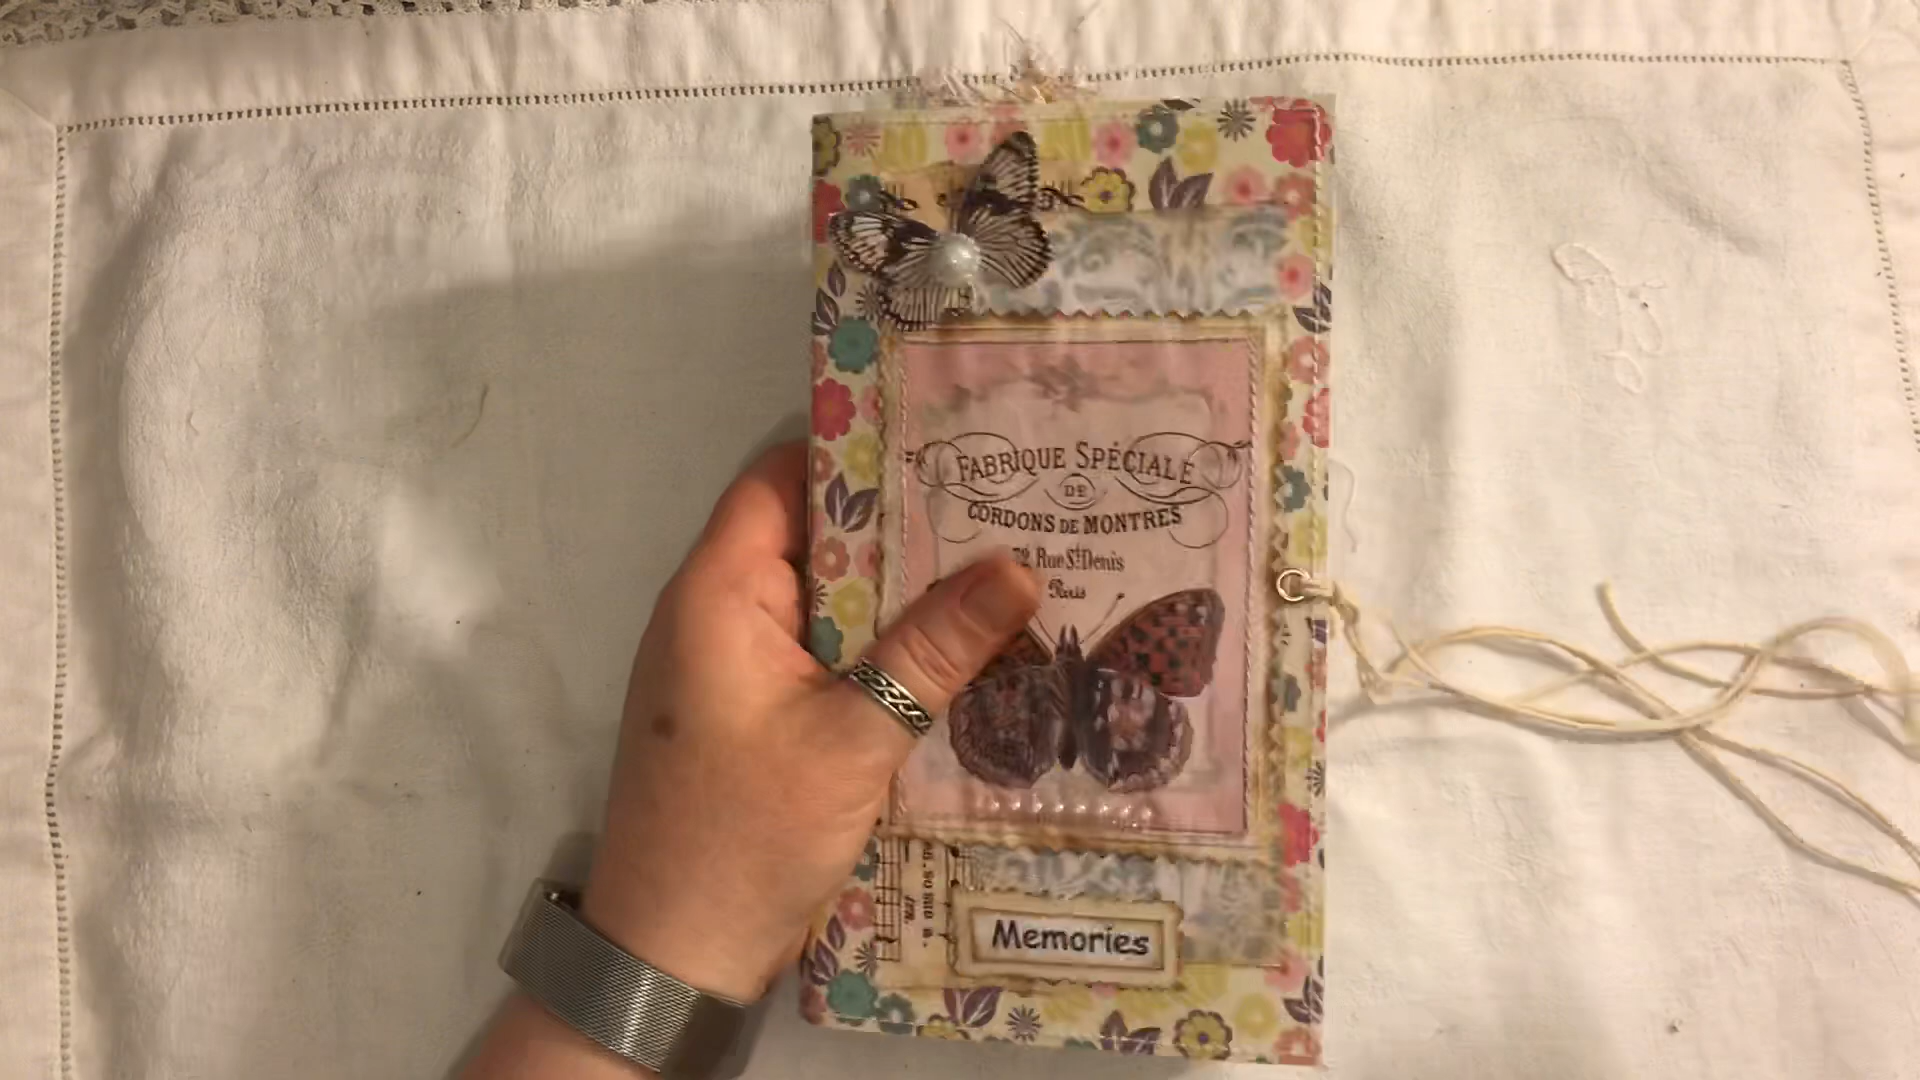 FABRIQUE SPÉCIALE
DE
CORDONS DE MONTRES
Rue St. Denis
Paris
Memories